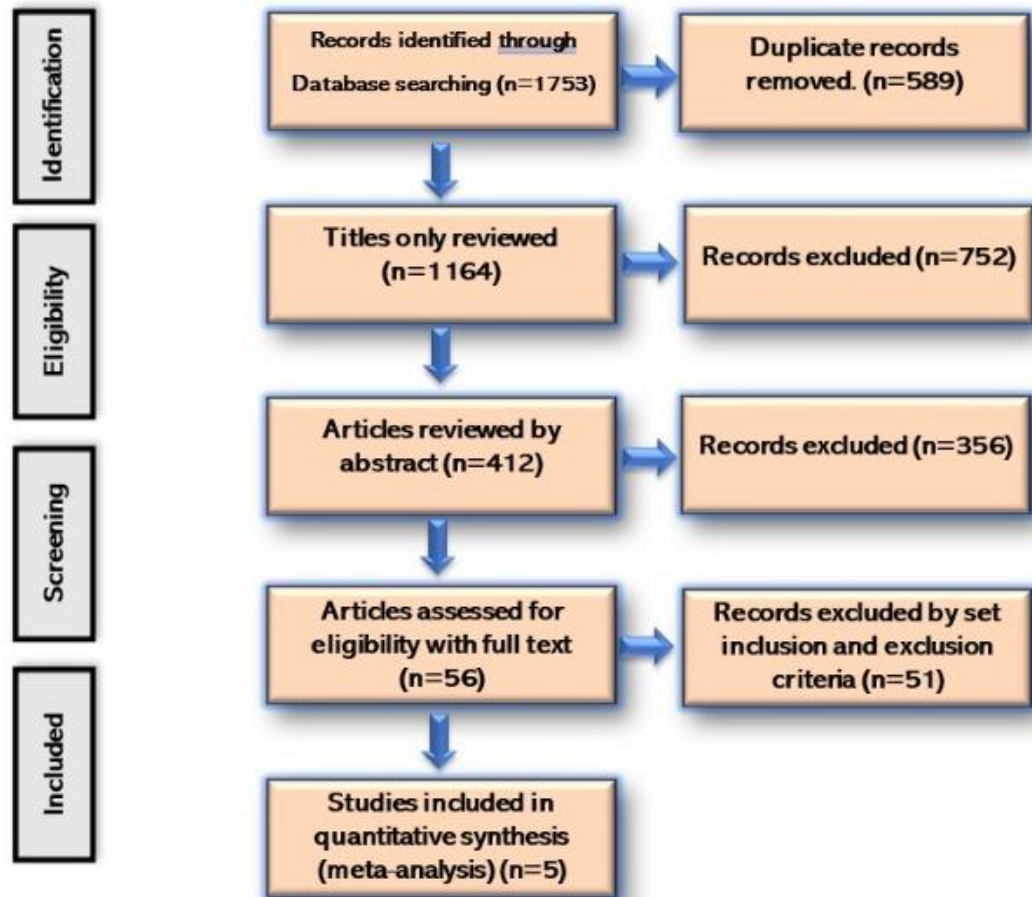 Identification
Records identified through
Database searching (n=1753)
Duplicate records
removed. (n=589)
Eligibility
Titles only reviewed
(n=1164)
Records excluded (n=752)
Articles reviewed by
abstract (n=412)
Records excluded (n=356)
Screening
Articles assessed for
eligibility with full text
(n=56)
Records excluded by set
inclusion and exclusion
criteria (n=51)
Included
Studies included in
quantitative synthesis
(meta-analysis) (n=5)